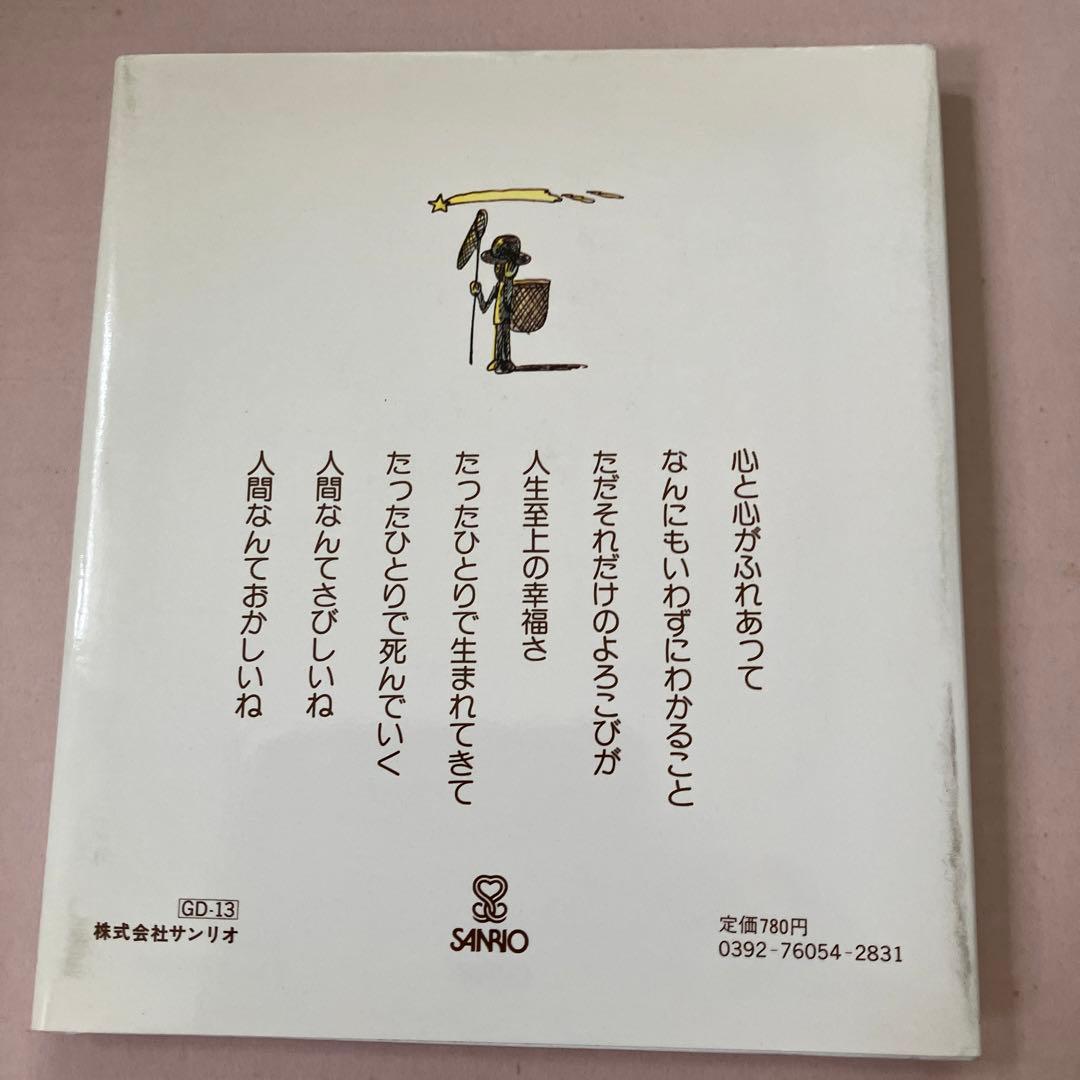 心と心がふれあって
なんにもいわずにわかること
ただそれだけのよろこびが
人生至上の幸福さ
たったひとりで生まれてきて
たったひとりで死んでいく
人間なんてさびしいね
人間なんておかしいね
GD-13
株式会社サンリオ
SANRIO
定価780円
0392-76054-2831